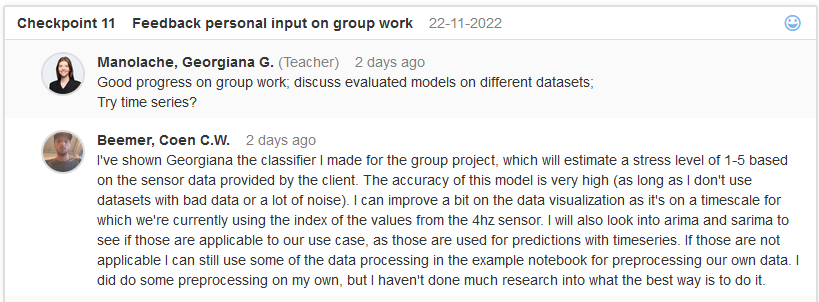 Checkpoint 11 Feedback personal input on group work 22-11-2022
Manolache, Georgiana G. (Teacher) 2 days ago
Good progress on group work; discuss evaluated models on different datasets;
Try time series?
Beemer, Coen C.W. 2 days ago
I've shown Georgiana the classifier I made for the group project, which will estimate a stress level of 1-5 based
on the sensor data provided by the client. The accuracy of this model is very high (as long as I don't use
datasets with bad data or a lot of noise). I can improve a bit on the data visualization as it's on a timescale for
which we're currently using the index of the values from the 4hz sensor. I will also look into arima and sarima to
see if those are applicable to our use case, as those are used for predictions with timeseries. If those are not
applicable I can still use some of the data processing in the example notebook for preprocessing our own data. I
did do some preprocessing on my own, but I haven't done much research into what the best way is to do it.